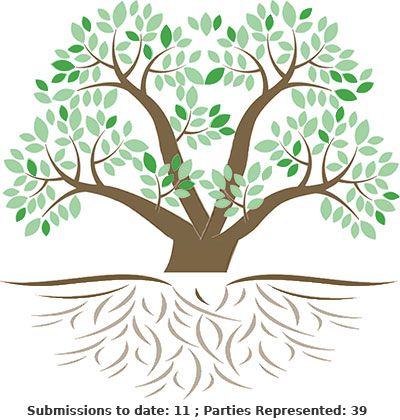 Submissions to date: 11 ; Parties Represented: 39